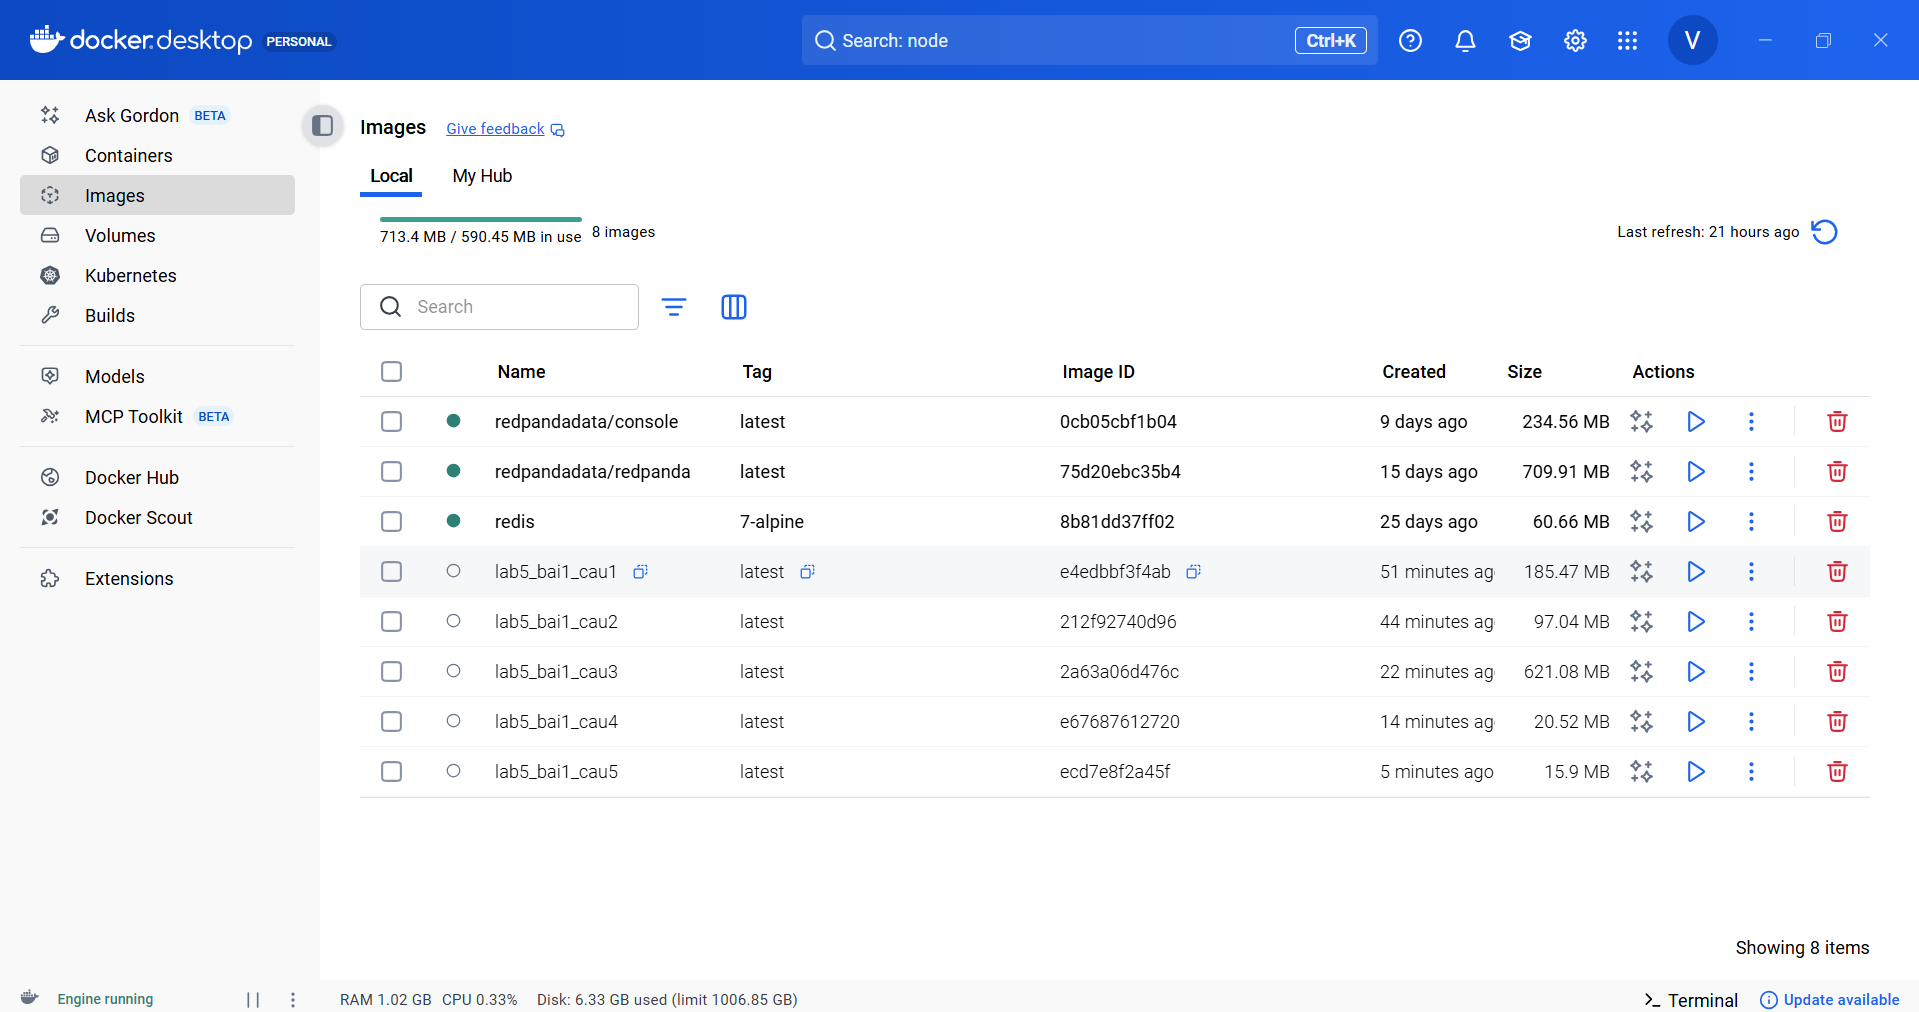 docker.desktop PERSONAL
Search: node
Ctrl+K
V
Ask Gordon BETA
Containers
Images
Volumes
Kubernetes
Builds
Models
MCP Toolkit BETA
Docker Hub
Docker Scout
Extensions
Images Give feedback
Local My Hub
713.4 MB / 590.45 MB in use 8 images
Last refresh: 21 hours ago
Search
Name Tag Image ID Created Size Actions
redpandadata/console latest 0cb05cbf1b04 9 days ago 234.56 MB
redpandadata/redpanda latest 75d20ebc35b4 15 days ago 709.91 MB
redis 7-alpine 8b81dd37ff02 25 days ago 60.66 MB
lab5_bai1_cau1 latest e4edbbf3f4ab 51 minutes ag 185.47 MB
lab5_bai1_cau2 latest 212f92740d96 44 minutes ag 97.04 MB
lab5_bai1_cau3 latest 2a63a06d476c 22 minutes ag 621.08 MB
lab5_bai1_cau4 latest e67687612720 14 minutes ag 20.52 MB
lab5_bai1_cau5 latest ecd7e8f2a45f 5 minutes ago 15.9 MB
Showing 8 items
Engine running
RAM 1.02 GB CPU 0.33% Disk: 6.33 GB used (limit 1006.85 GB)
Terminal
Update available